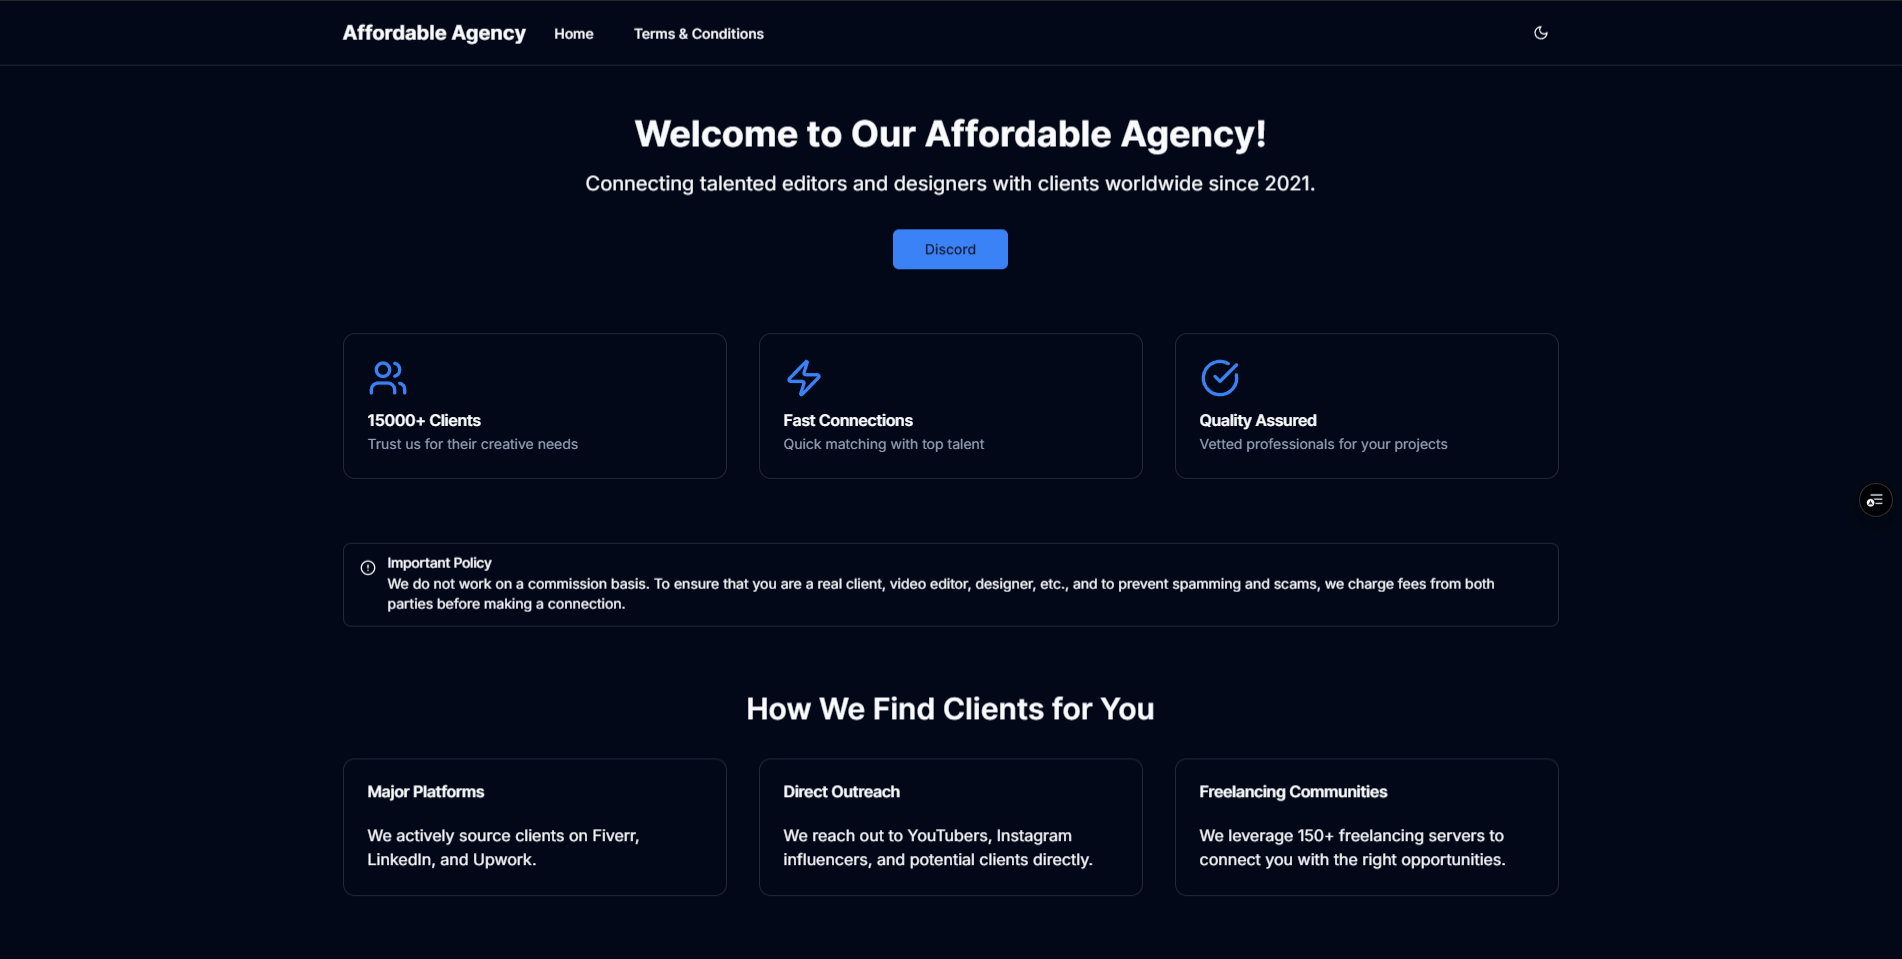 Affordable Agency
Home
Terms & Conditions
Welcome to Our Affordable Agency!
Connecting talented editors and designers with clients worldwide since 2021.
Discord
15000+ Clients
Trust us for their creative needs
Fast Connections
Quick matching with top talent
Quality Assured
Vetted professionals for your projects
Important Policy
We do not work on a commission basis. To ensure that you are a real client, video editor, designer, etc., and to prevent spamming and scams, we charge fees from both
parties before making a connection.
How We Find Clients for You
Major Platforms
We actively source clients on Fiverr,
LinkedIn, and Upwork.
Direct Outreach
We reach out to YouTubers, Instagram
influencers, and potential clients directly.
Freelancing Communities
We leverage 150+ freelancing servers to
connect you with the right opportunities.